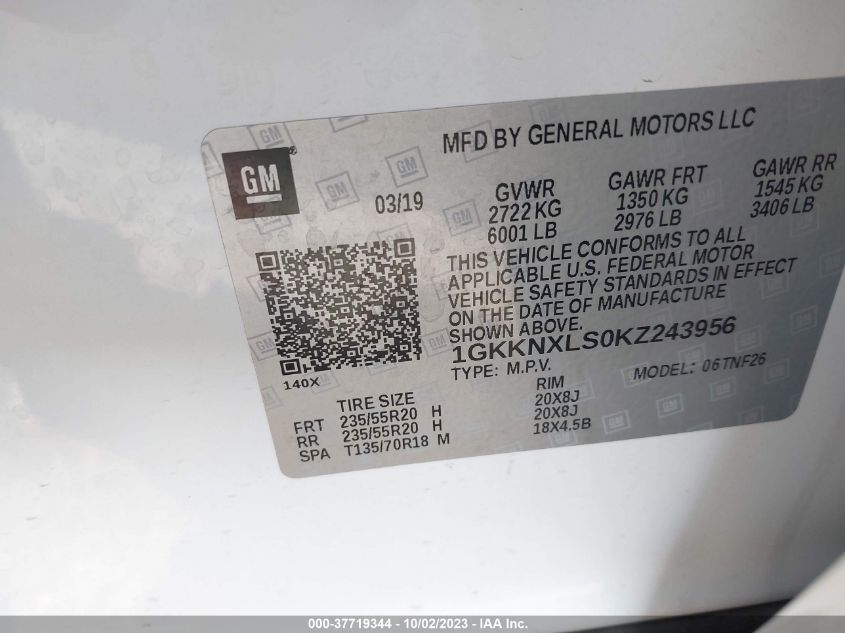 MFD BY GENERAL MOTORS LLC
GM
03/19
GVWR GAWR FRT GAWR RR
2722 KG 1350 KG 1545 KG
6001 LB 2976 LB 3406 LB
THIS VEHICLE CONFORMS TO ALL
APPLICABLE U.S. FEDERAL MOTOR
VEHICLE SAFETY STANDARDS IN EFFECT
ON THE DATE OF MANUFACTURE
SHOWN ABOVE.
1GKKNXLS0KZ243956
TYPE: M.P.V. MODEL: 06TNF26
140X
TIRE SIZE RIM
FRT 235/55R20 H 20X8J
RR 235/55R20 H 20X8J
SPA T135/70R18 M 18X4.5B
000-37719344 - 10/02/2023 - © IAA Inc.